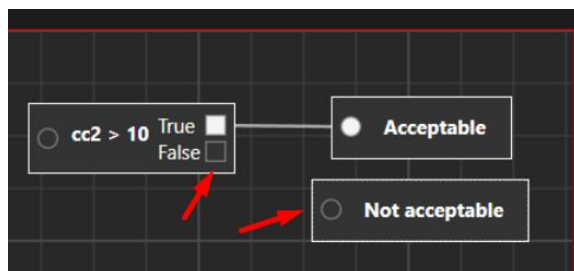 cc2 > 10
True
False
Acceptable
Not acceptable